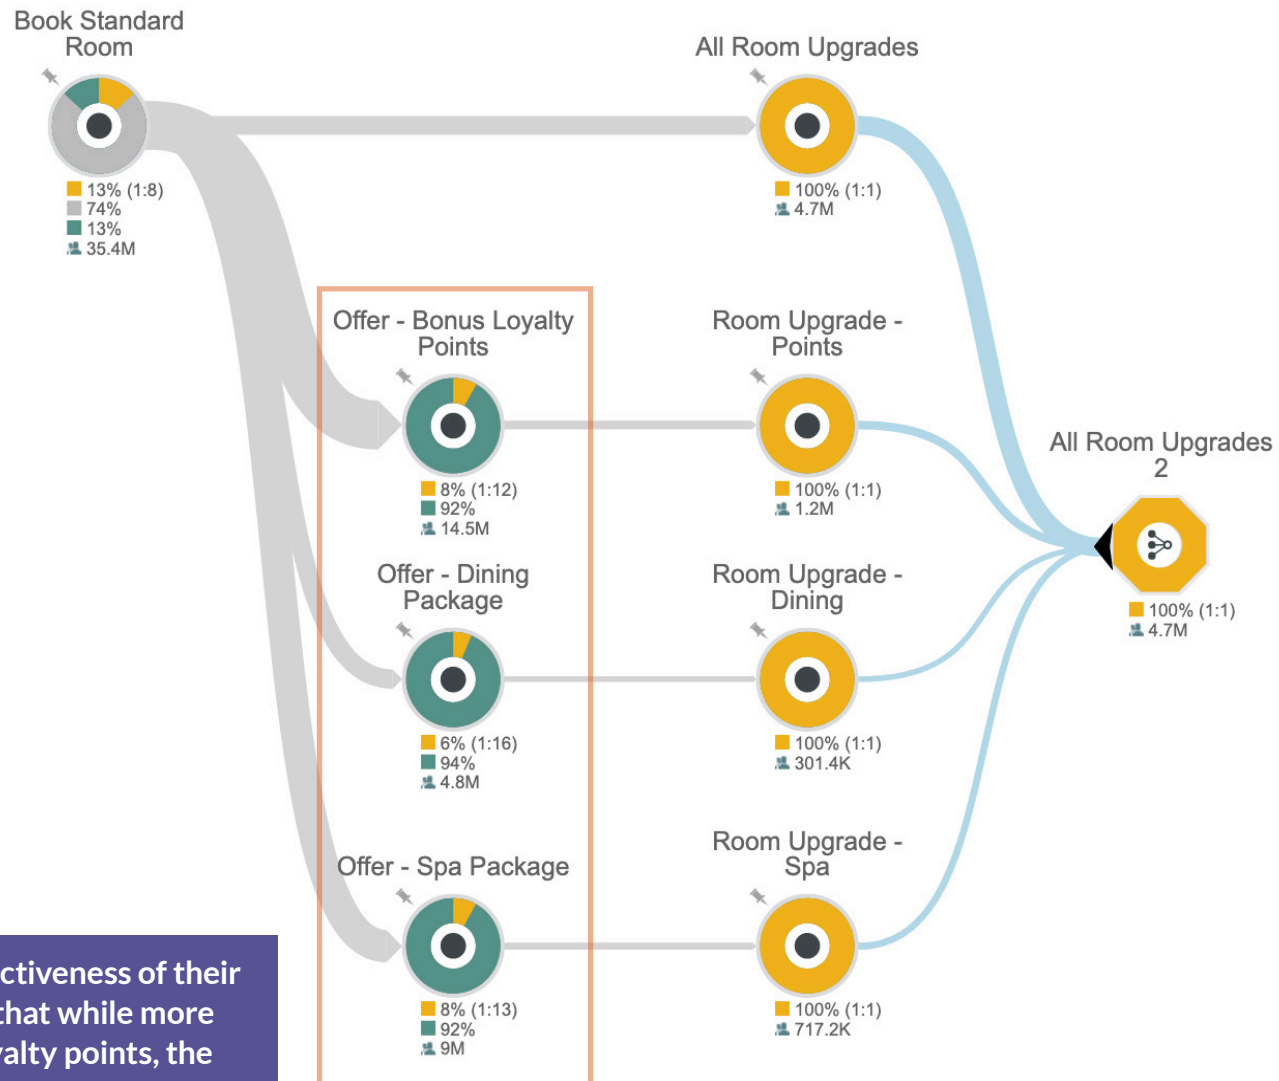 Book Standard
Room
13% (1:8)
74%
13%
35.4M
All Room Upgrades
100% (1:1)
4.7M
Offer - Bonus Loyalty
Points
8% (1:12)
92%
14.5M
Room Upgrade -
Points
100% (1:1)
1.2M
All Room Upgrades
2
100% (1:1)
4.7M
Offer - Dining
Package
6% (1:16)
94%
4.8M
Room Upgrade -
Dining
100% (1:1)
301.4K
Offer - Spa Package
8% (1:13)
92%
9M
Room Upgrade -
Spa
100% (1:1)
717.2K
of their
that while more
points, the